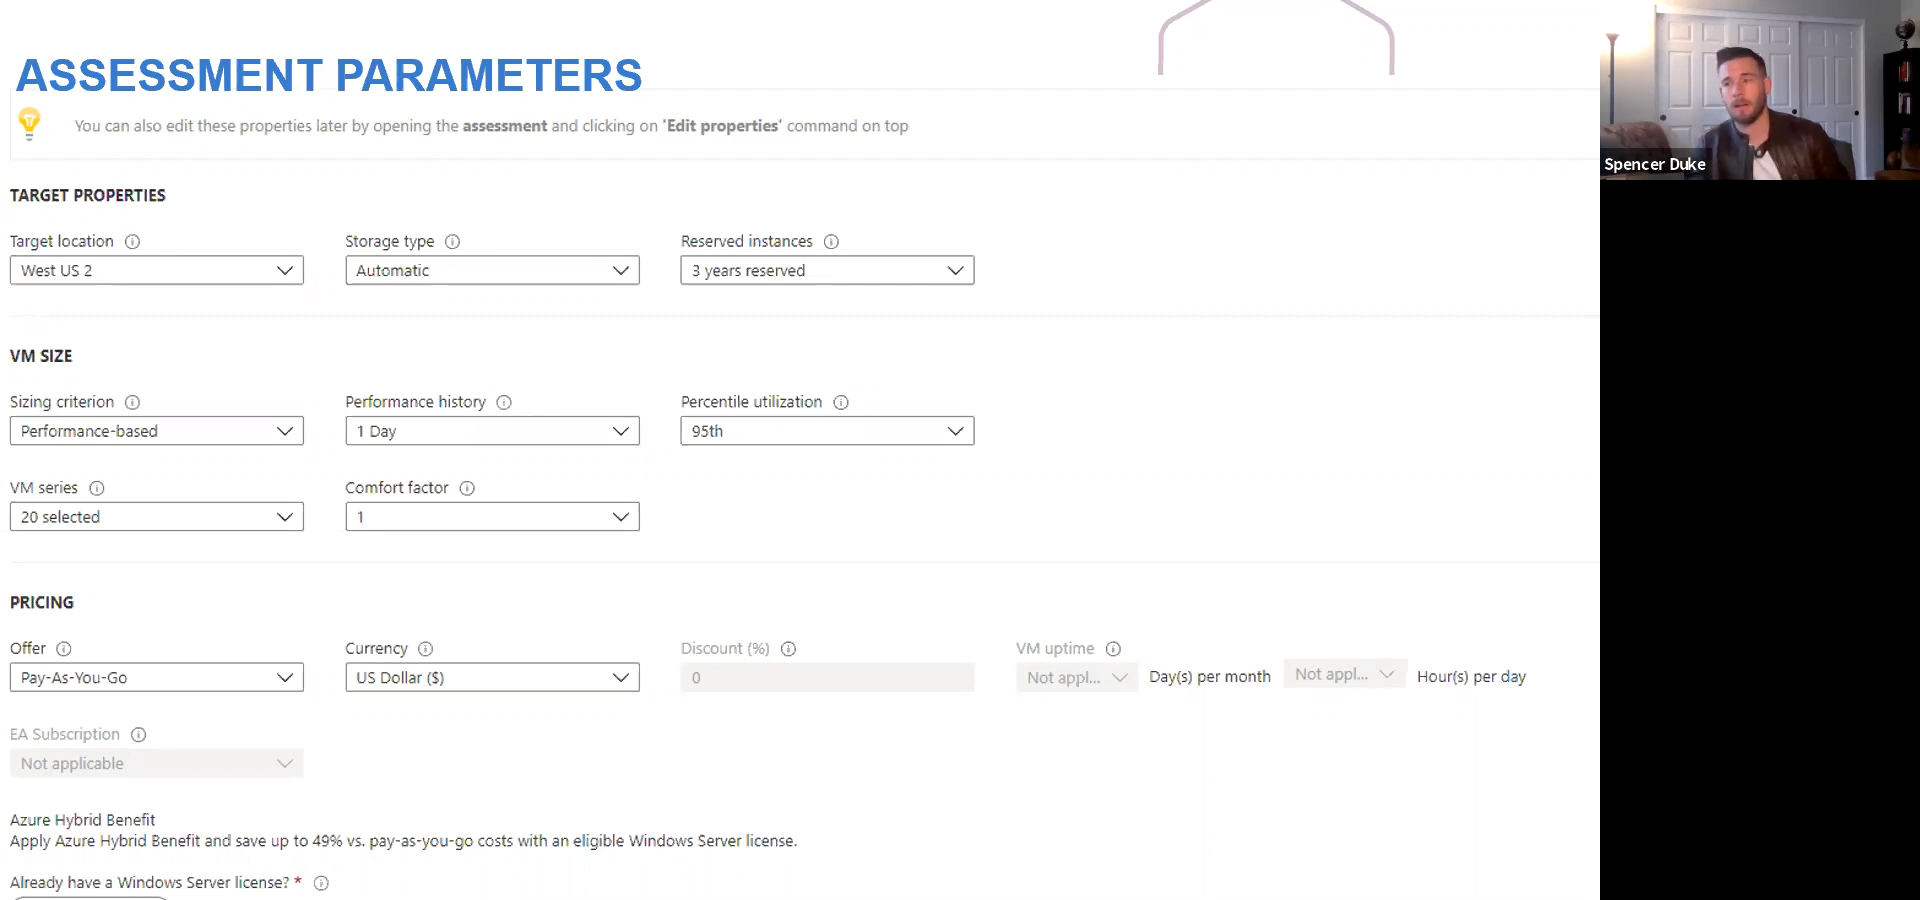 ASSESSMENT PARAMETERS
You can also edit these properties later by opening the assessment and clicking on 'Edit properties' command on top
Spencer Duke
TARGET PROPERTIES
Target location Storage type Reserved instances
West US 2 Automatic 3 years reserved
VM SIZE
Sizing criterion Performance history Percentile utilization
Performance-based 1 Day 95th
VM series Comfort factor
20 selected 1
PRICING
Offer Currency Discount (%) VM uptime
Pay-As-You-Go US Dollar ($) 0 Not appl... Day(s) per month Not appl... Hour(s) per day
EA Subscription
Not applicable
Azure Hybrid Benefit
Apply Azure Hybrid Benefit and save up to 49% vs. pay-as-you-go costs with an eligible Windows Server license.
Already have a Windows Server license? *